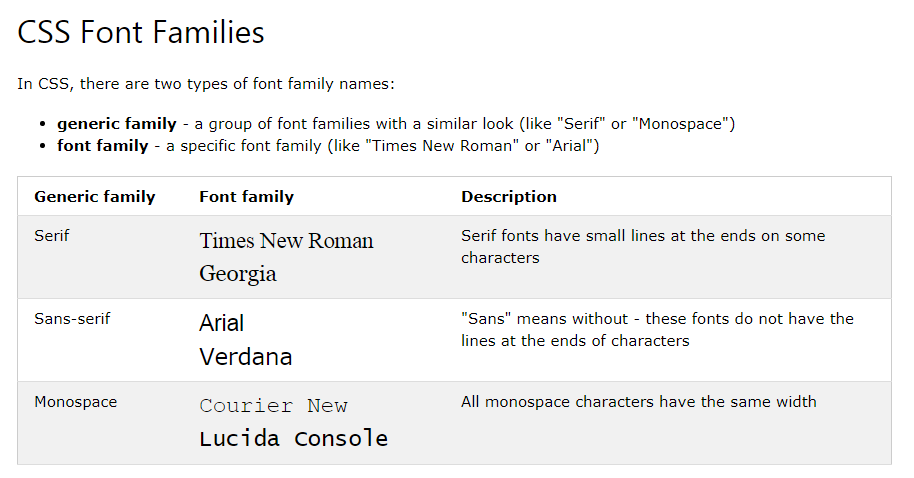 CSS Font Families
In CSS, there are two types of font family names:
• generic family - a group of font families with a similar look (like "Serif" or "Monospace")
• font family - a specific font family (like "Times New Roman" or "Arial")
Generic family Font family Description
Serif Times New Roman Serif fonts have small lines at the ends on some
Georgia characters
Sans-serif Arial "Sans" means without - these fonts do not have the
Verdana lines at the ends of characters
Monospace Courier New All monospace characters have the same width
Lucida Console